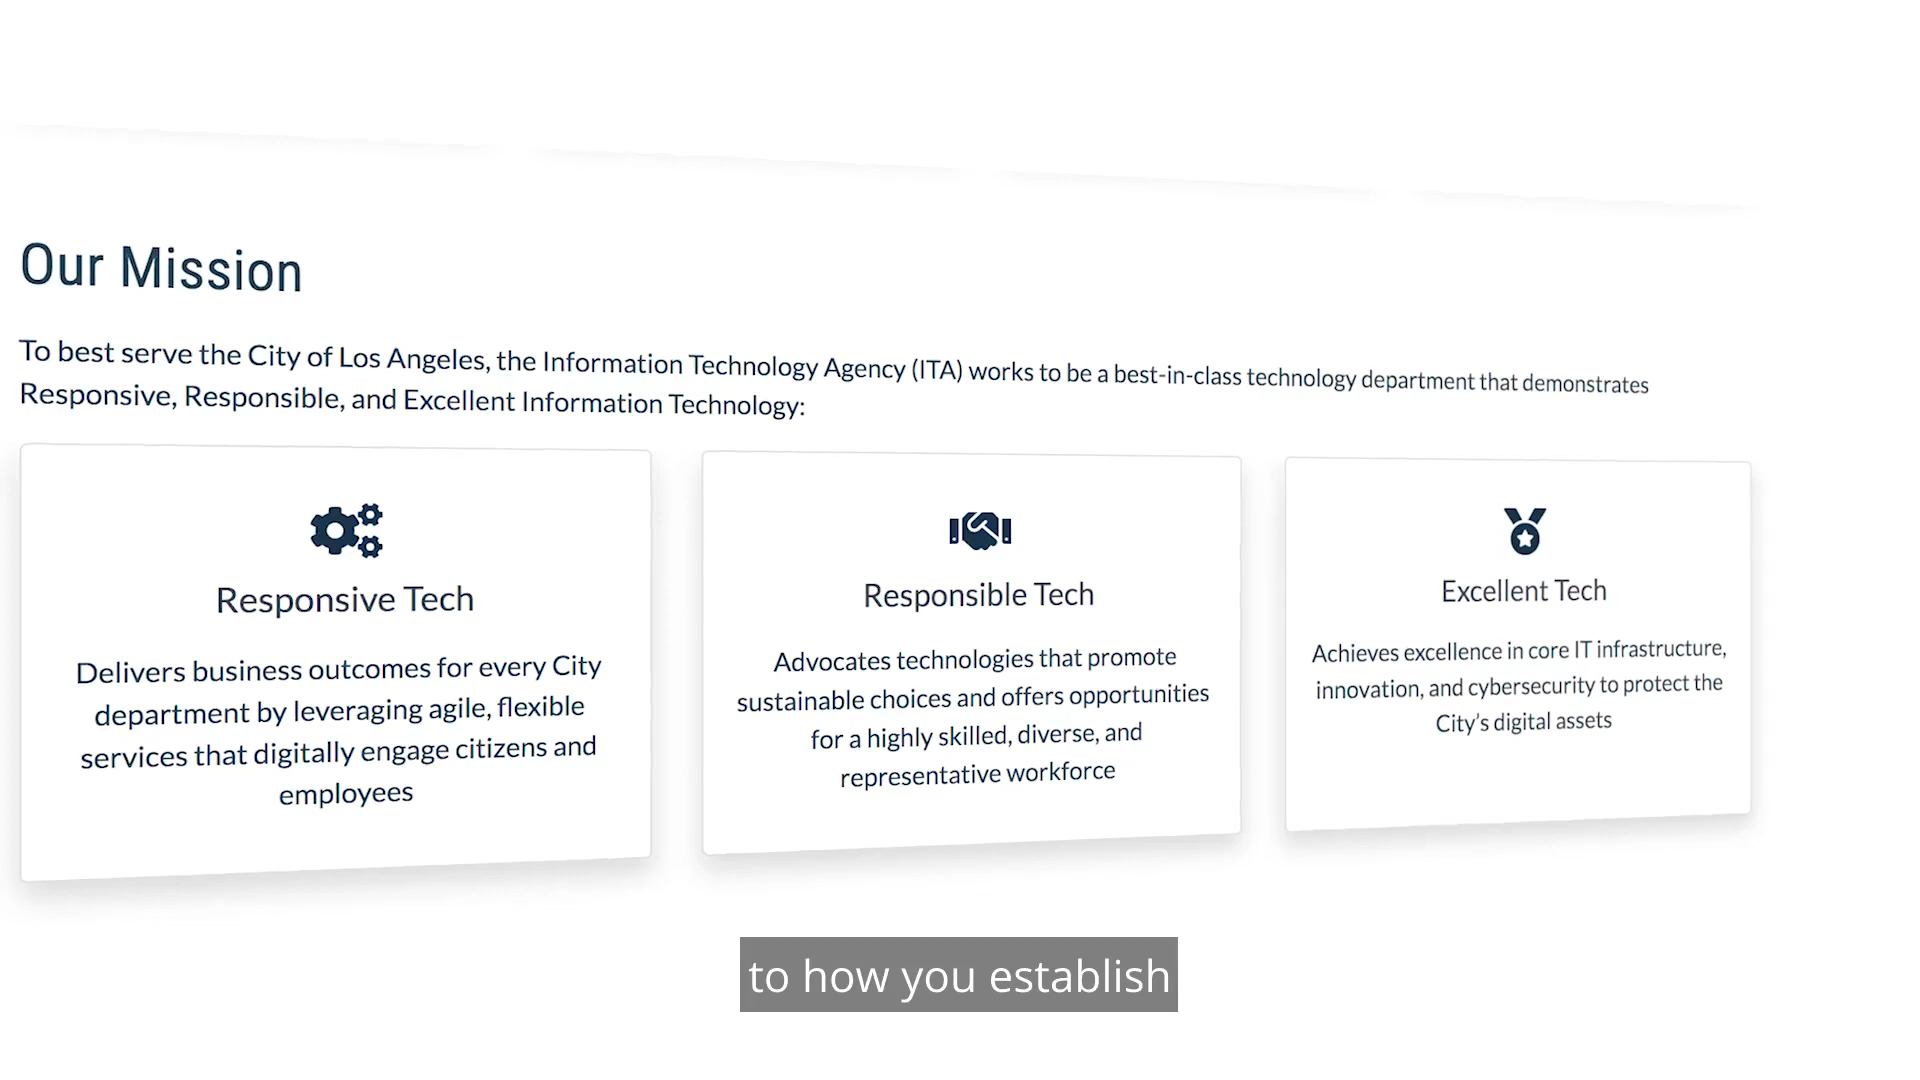 Our Mission
To best serve the City of Los Angeles, the Information Technology Agency (ITA) works to be a best-in-class technology department that demonstrates
Responsive, Responsible, and Excellent Information Technology:
Responsive Tech
Delivers business outcomes for every City
department by leveraging agile, flexible
services that digitally engage citizens and
employees
Responsible Tech
Advocates technologies that promote
sustainable choices and offers opportunities
for a highly skilled, diverse, and
representative workforce
Excellent Tech
Achieves excellence in core IT infrastructure,
innovation, and cybersecurity to protect the
City’s digital assets
to how you establish